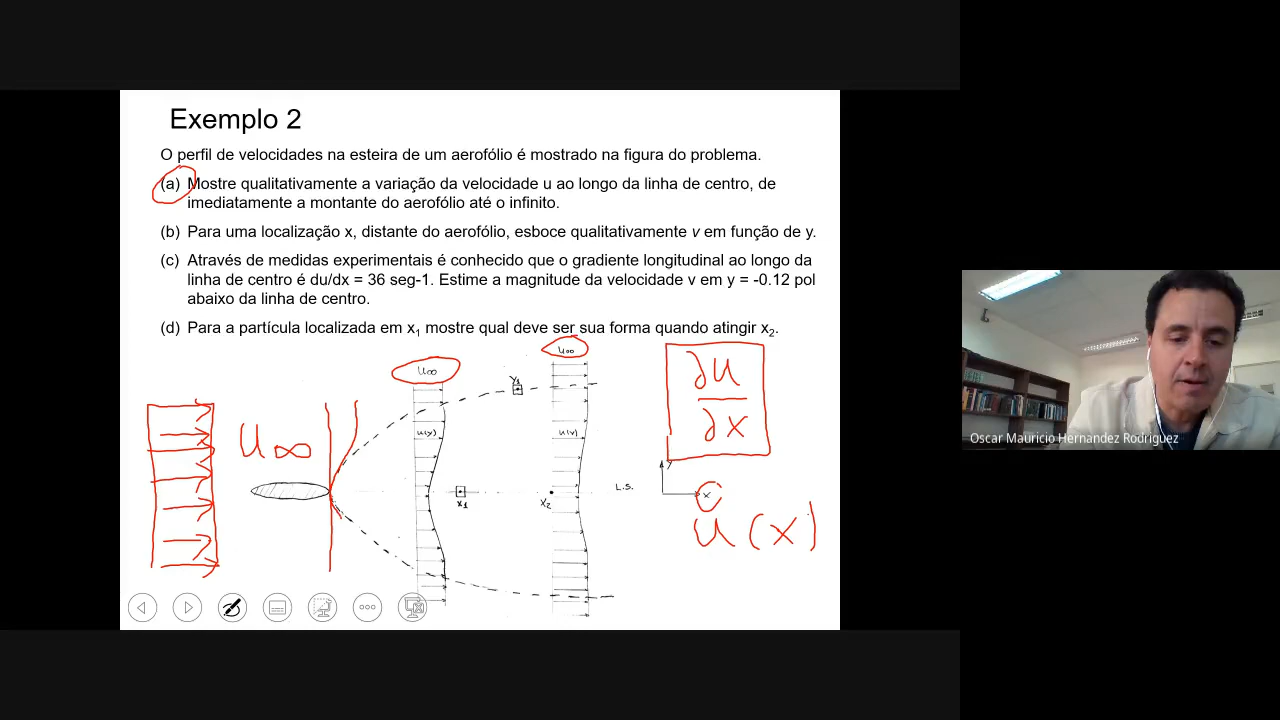 Exemplo 2
O perfil de velocidades na esteira de um aerofólio é mostrado na figura do problema.
(a) Mostre qualitativamente a variação da velocidade u ao longo da linha de centro, de
imediatamente a montante do aerofólio até o infinito.
(b) Para uma localização x, distante do aerofólio, esboce qualitativamente v em função de y.
(c) Através de medidas experimentais é conhecido que o gradiente longitudinal ao longo da
linha de centro é du/dx = 36 seg-1. Estime a magnitude da velocidade v em y = -0.12 pol
abaixo da linha de centro.
(d) Para a partícula localizada em x1 mostre qual deve ser sua forma quando atingir x2.
u∞
u∞
y1
∂u
∂x
u∞
u(y)
u(y)
y
L.S.
x
x1
x2
u(x)
Oscar Mauricio Hernandez Rodriguez